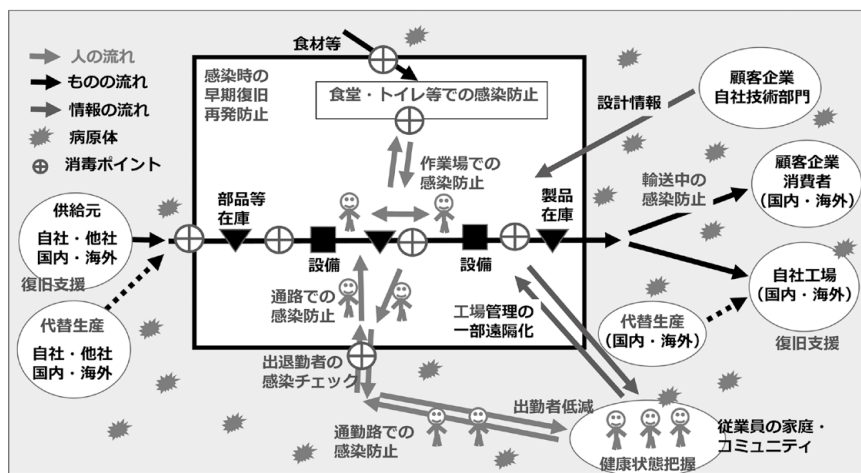 人の流れ
ものの流れ
情報の流れ
病原体
消毒ポイント
食材等
感染時の
早期復旧
再発防止
食堂・トイレ等での感染防止
設計情報
顧客企業
自社技術部門
作業場での
感染防止
部品等
在庫
製品
在庫
輸送中の
感染防止
顧客企業
消費者
(国内・海外)
供給元
自社・他社
国内・海外
復旧支援
設備
設備
自社工場
(国内・海外)
代替生産
自社・他社
国内・海外
通路での
感染防止
工場管理の
一部遠隔化
代替生産
(国内・海外)
復旧支援
出退勤者の
感染チェック
出勤者低減
通勤路での
感染防止
従業員の家庭・
コミュニティ
健康状態把握